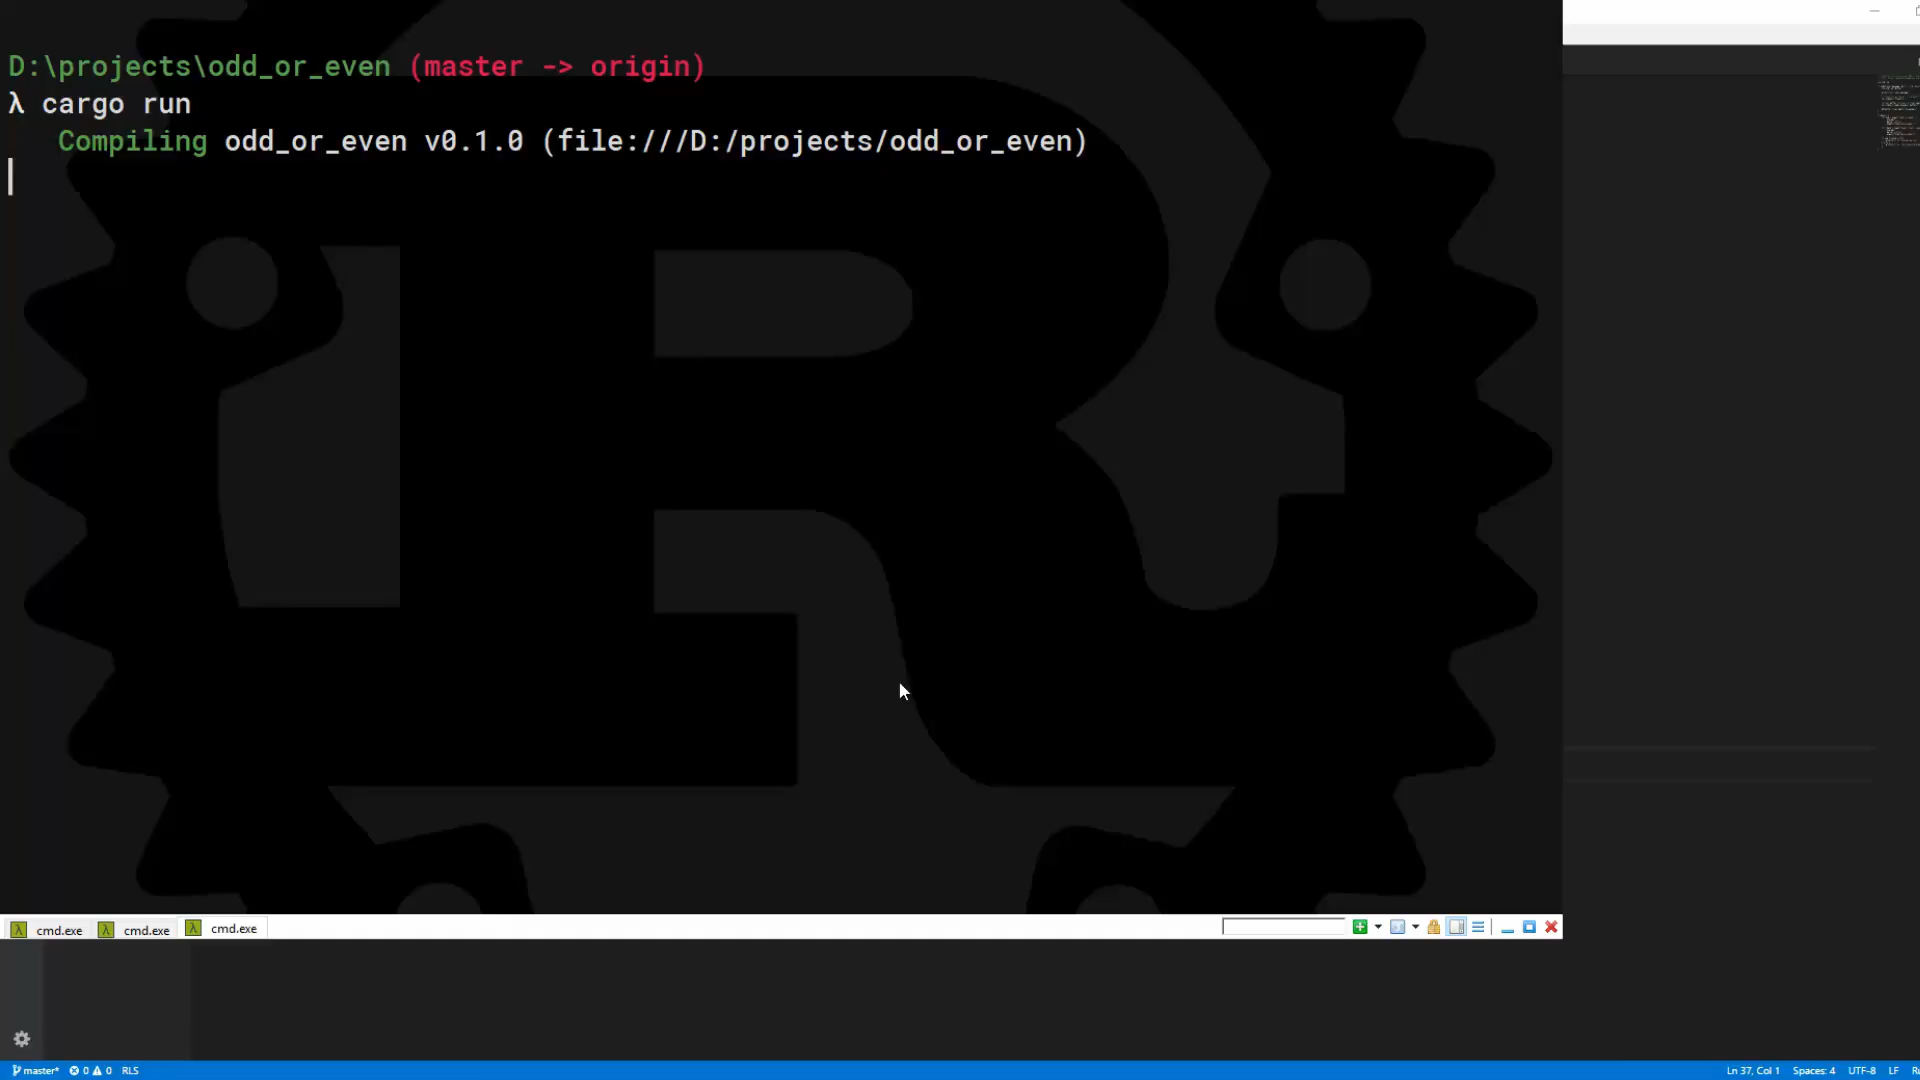 D:\projects\odd_or_even (master -> origin)
λ cargo run
Compiling odd_or_even v0.1.0 (file:///D:/projects/odd_or_even)
R
cmd.exe cmd.exe cmd.exe
master* 0 0 RLS Ln 37, Col 1 Spaces: 4 UTF-8 LF